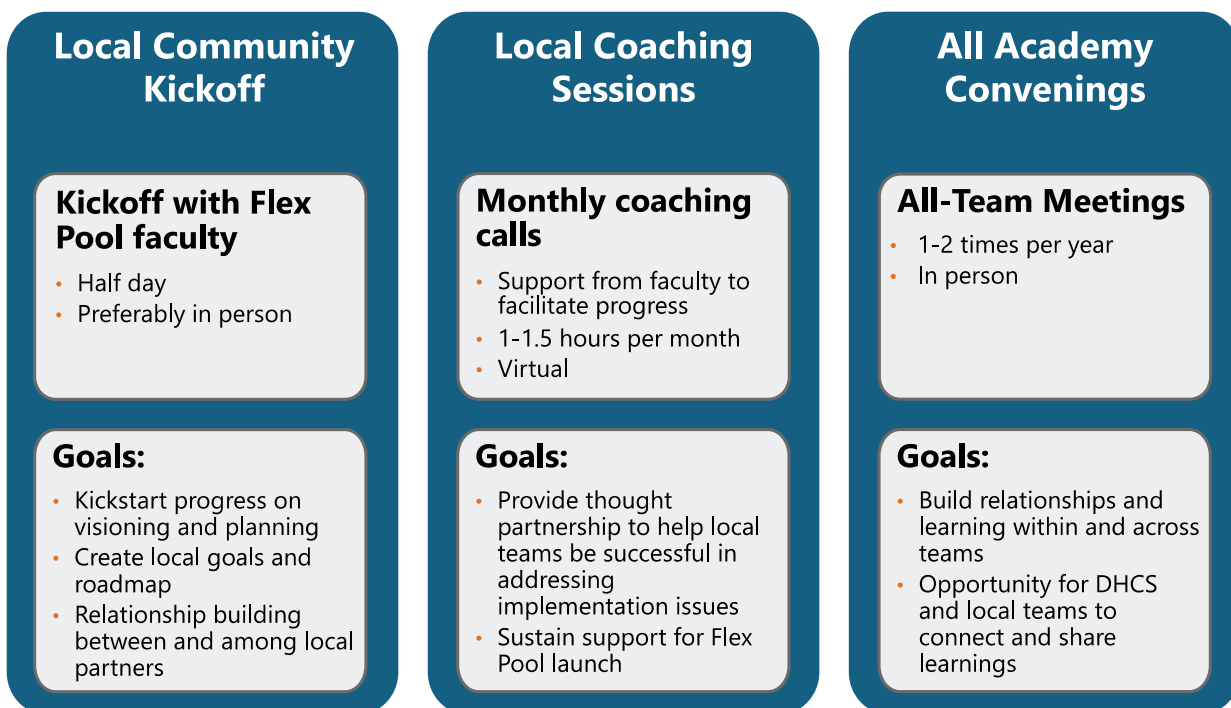 Local Community
Kickoff
Kickoff with Flex
Pool faculty
• Half day
• Preferably in person
Goals:
• Kickstart progress on
visioning and planning
• Create local goals and
roadmap
• Relationship building
between and among local
partners
Local Coaching
Sessions
Monthly coaching
calls
• Support from faculty to
facilitate progress
• 1-1.5 hours per month
• Virtual
Goals:
• Provide thought
partnership to help local
teams be successful in
addressing
implementation issues
• Sustain support for Flex
Pool launch
All Academy
Convenings
All-Team Meetings
• 1-2 times per year
• In person
Goals:
• Build relationships and
learning within and across
teams
• Opportunity for DHCS
and local teams to
connect and share
learnings